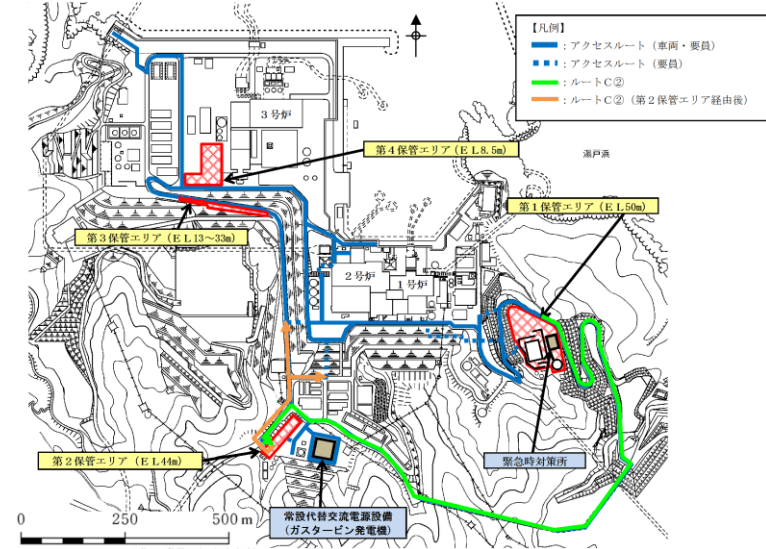 【凡例】
：アクセスルート（車両・要員）
：アクセスルート（要員）
：ルートC②
：ルートC②（第２保管エリア経由後）
３号炉
第４保管エリア（ＥＬ8.5m）
湯戸浜
第１保管エリア（ＥＬ50m）
第３保管エリア（ＥＬ13～33m）
２号炉
１号炉
第２保管エリア（ＥＬ44m）
緊急時対策所
常設代替交流電源設備
(ガスタービン発電機)
0 250 500 m